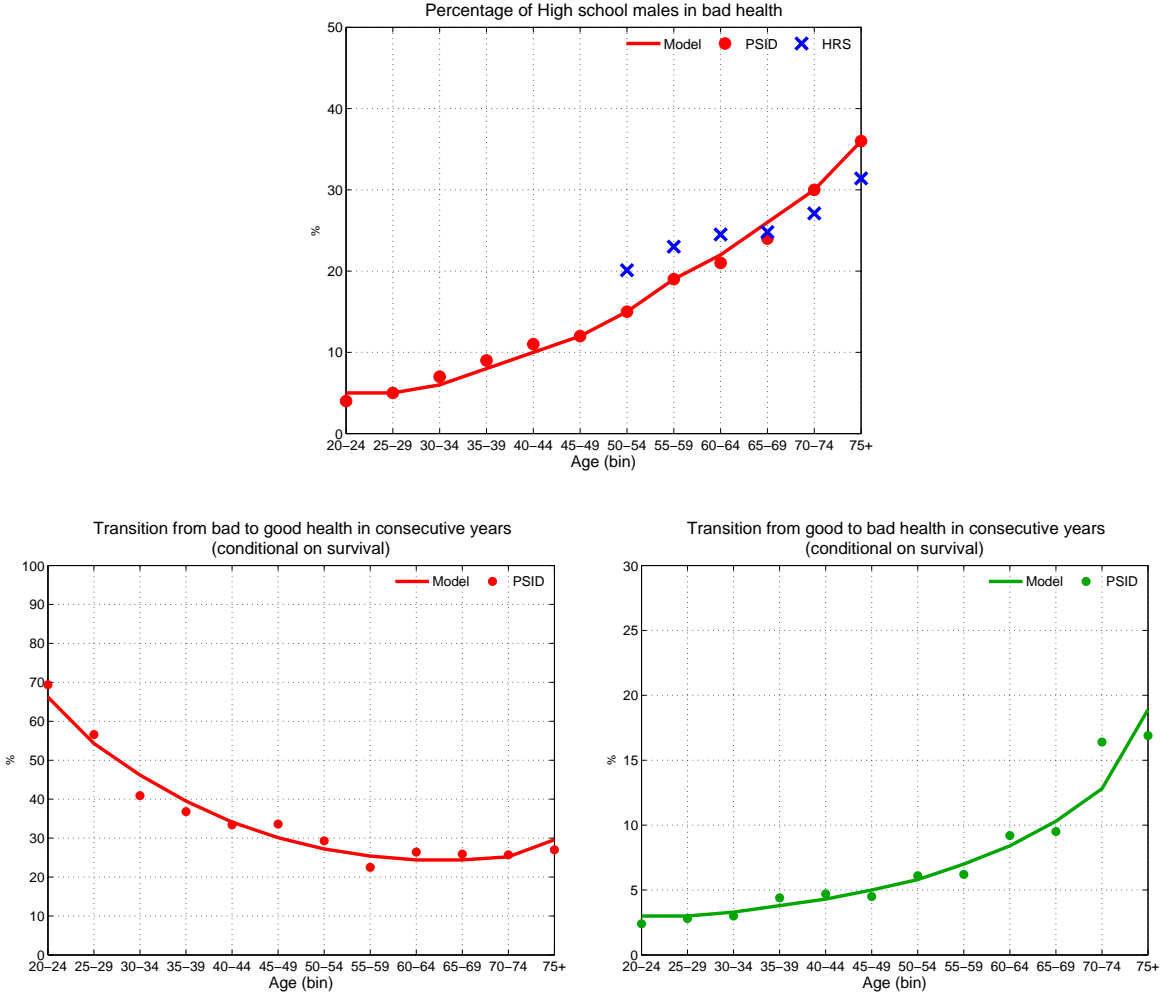 Percentage of High school males in bad health
Model PSID HRS
50
40
30
20
10
0
%
20–24 25–29 30–34 35–39 40–44 45–49 50–54 55–59 60–64 65–69 70–74 75+
Age (bin)
Transition from bad to good health in consecutive years
(conditional on survival)
Model PSID
100
90
80
70
60
50
40
30
20
10
0
%
20–24 25–29 30–34 35–39 40–44 45–49 50–54 55–59 60–64 65–69 70–74 75+
Age (bin)
Transition from good to bad health in consecutive years
(conditional on survival)
Model PSID
30
25
20
15
10
5
0
%
20–24 25–29 30–34 35–39 40–44 45–49 50–54 55–59 60–64 65–69 70–74 75+
Age (bin)